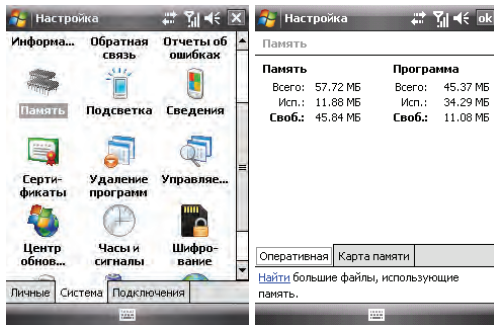 Настройка
Информа... Обратная связь Отчеты об ошибках
Память Подсветка Сведения
Серти-фикаты Удаление программ Управляе...
Центр обнов... Часы и сигналы Шифро-вание
Личные Система Подключения
Настройка ok
Память
Память Программа
Всего: 57.72 МБ Всего: 45.37 МБ
Исп.: 11.88 МБ Исп.: 34.29 МБ
Своб.: 45.84 МБ Своб.: 11.08 МБ
Оперативная Карта памяти
Найти большие файлы, использующие
память.